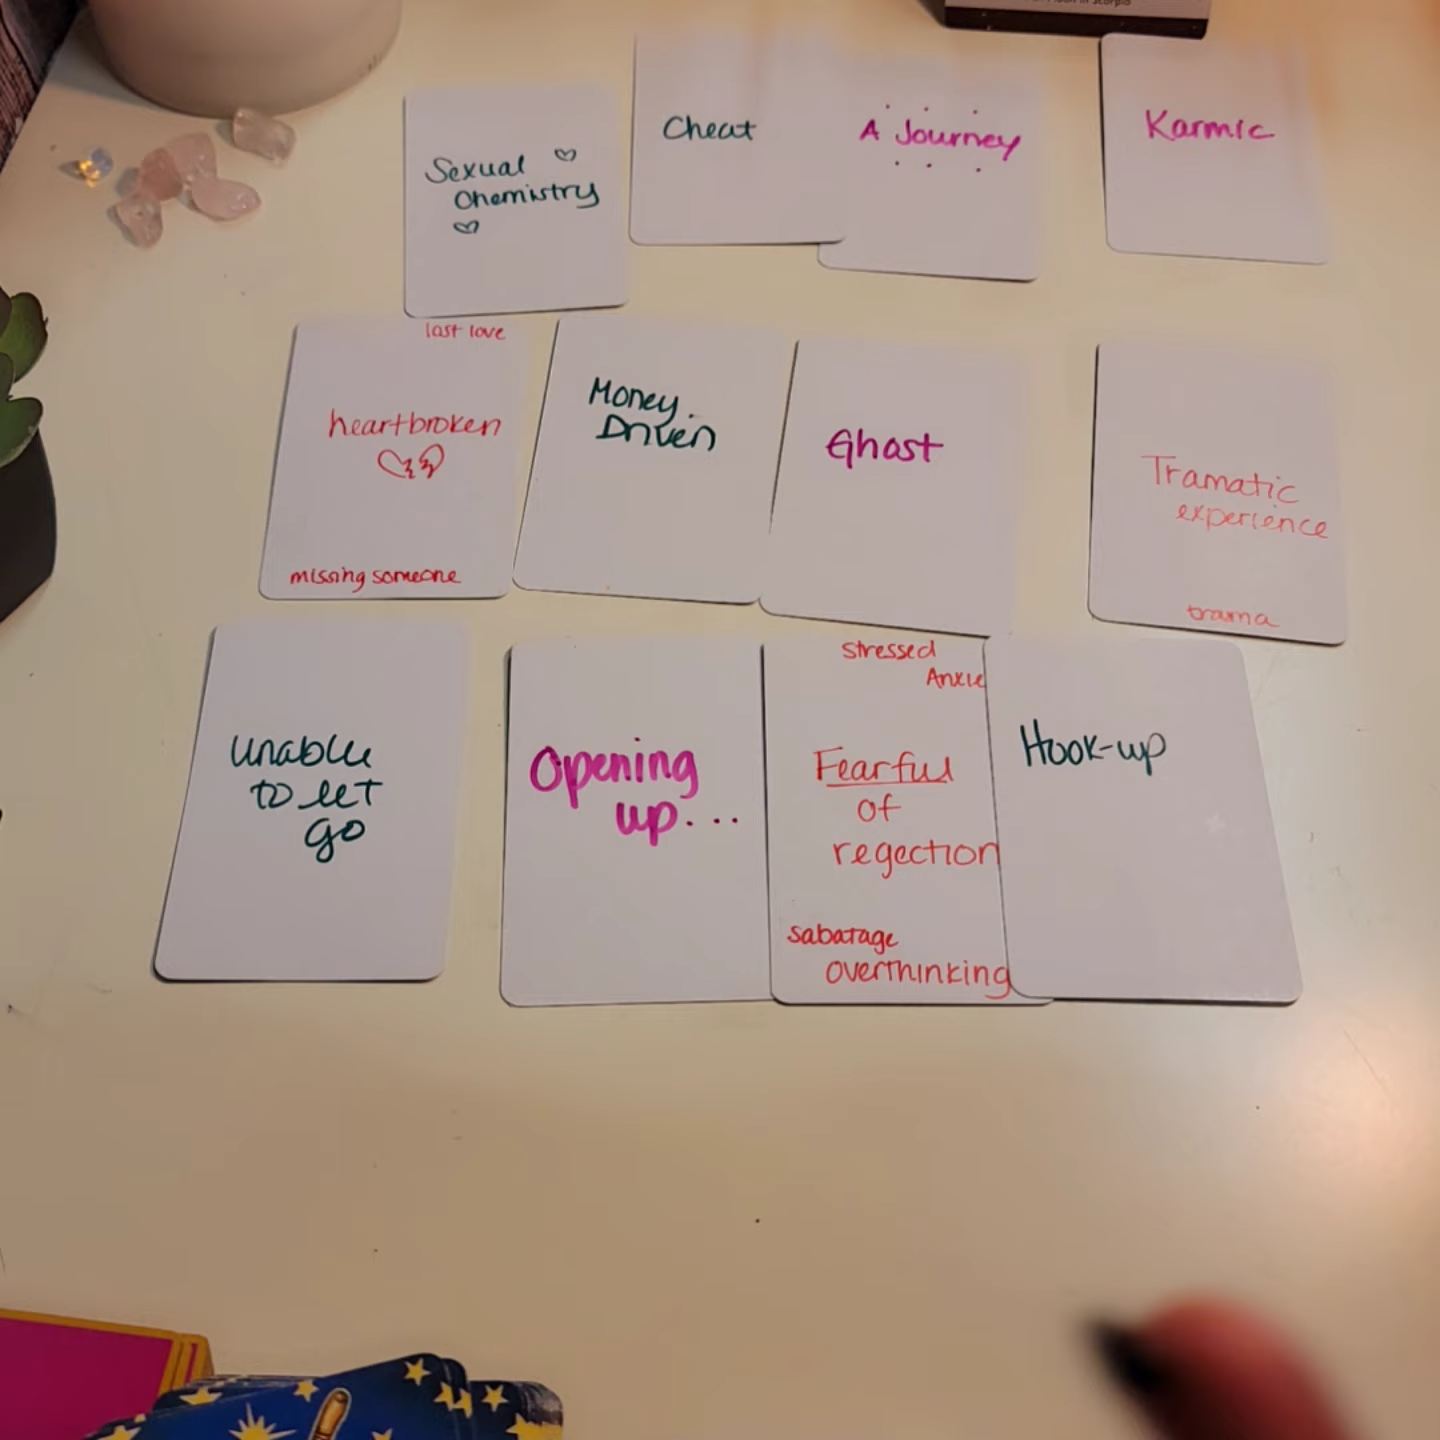 Sexual
Chemistry
Cheat
A Journey
Karmic
last love
heartbroken
missing someone
Money
Driven
Ghost
Tramatic
experience
trama
unable
to let
go
Opening
up...
stressed
Anxie
Fearful
of
regection
sabatage
overthinking
Hook-up